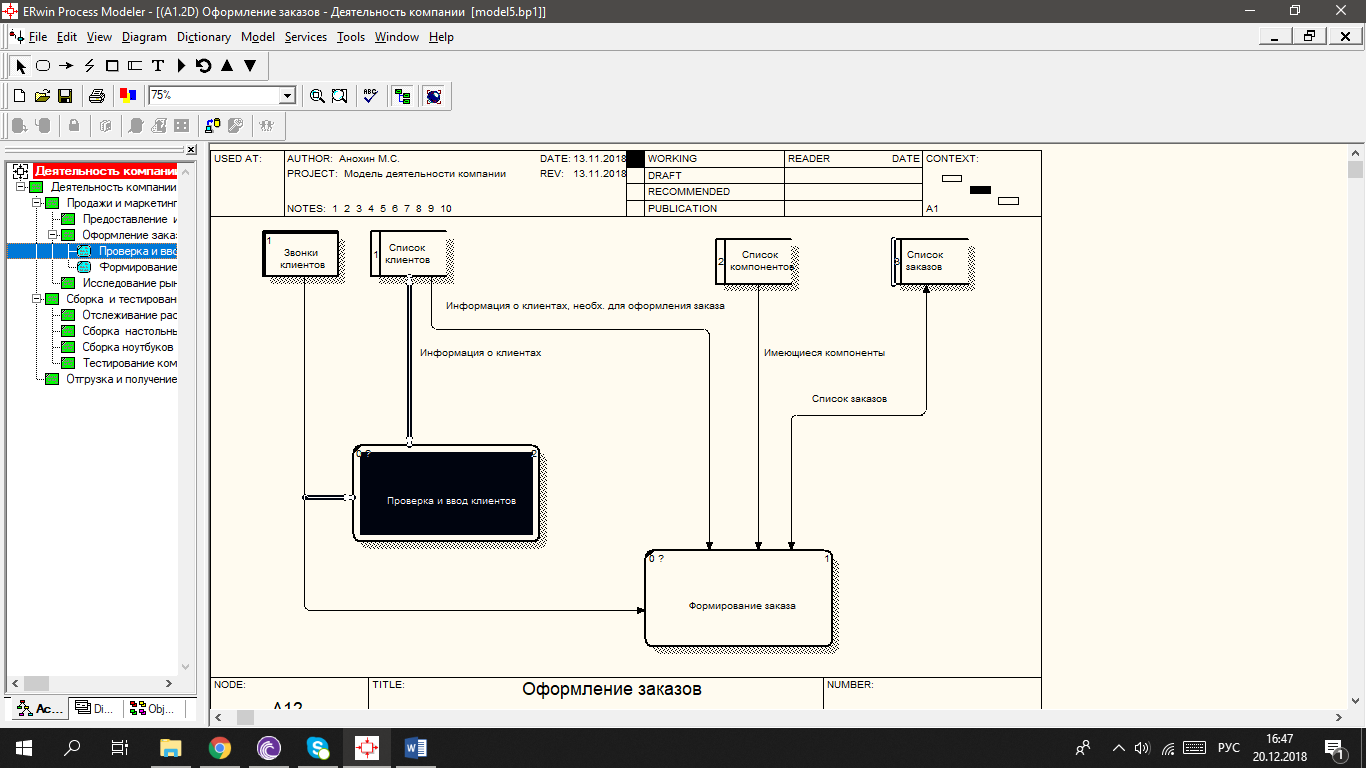 ERwin Process Modeler - [(A1.2D) Оформление заказов - Деятельность компании  [model5.bp1]]
File Edit View Diagram Dictionary Model Services Tools Window Help
75%
Деятельность компани
Деятельность компании
Продажи и маркетинг
Предоставление и
Оформление зака:
Проверка и вво
Формирование
Исследование рын
Сборка и тестирован
Отслеживание рас
Сборка настольны
Сборка ноутбуков
Тестирование ком
Отгрузка и получение
Ac... Di... Obj...
USED AT: AUTHOR: Анохин М.С. DATE: 13.11.2018 WORKING READER DATE CONTEXT:
PROJECT: Модель деятельности компании REV: 13.11.2018 DRAFT
RECOMMENDED
NOTES: 1 2 3 4 5 6 7 8 9 10 PUBLICATION A1
1 Звонки
клиентов
1 Список
клиентов
2 Список
компонентов
3 Список
заказов
Информация о клиентах, необх. для оформления заказа
Информация о клиентах
Имеющиеся компоненты
Список заказов
0 ? 2
Проверка и ввод клиентов
0 ? 1
Формирование заказа
NODE: TITLE: Оформление заказов NUMBER:
A12
РУС
16:47
20.12.2018
1